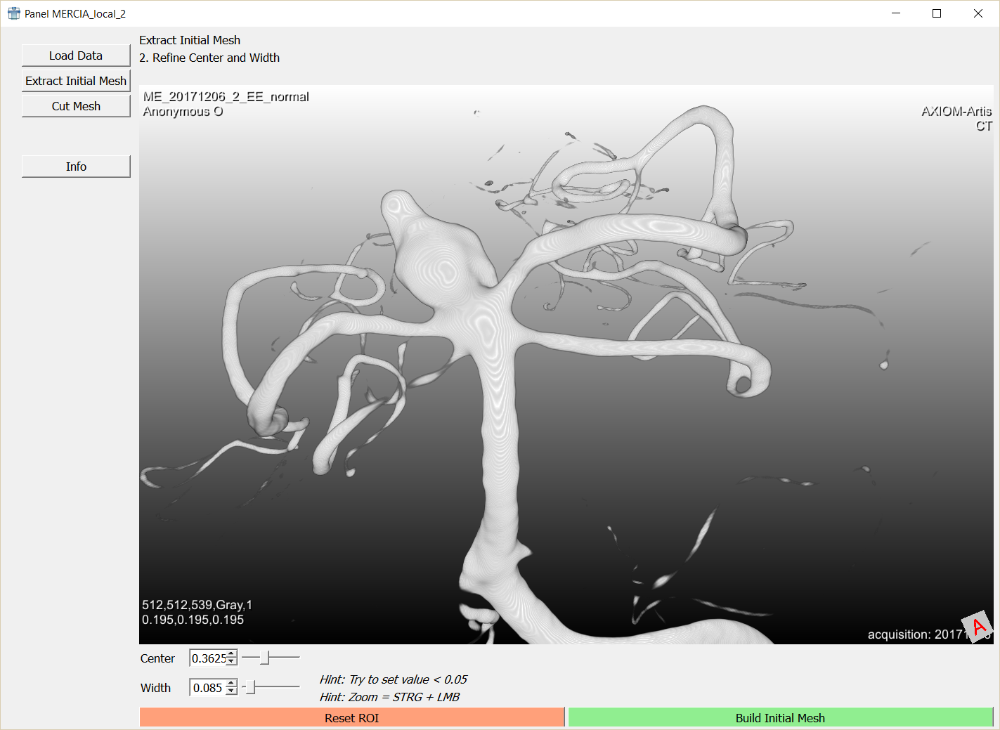 Panel MERCIA_local_2
Load Data
Extract Initial Mesh
Cut Mesh
Info
Extract Initial Mesh
2. Refine Center and Width
ME_20171206_2_EE_normal
Anonymous O
AXIOM-Artis
CT
512,512,539,Gray,1
0.195,0.195,0.195
acquisition: 2017
A
Center
0.3625
Width
0.085
Hint: Try to set value < 0.05
Hint: Zoom = STRG + LMB
Reset ROI
Build Initial Mesh